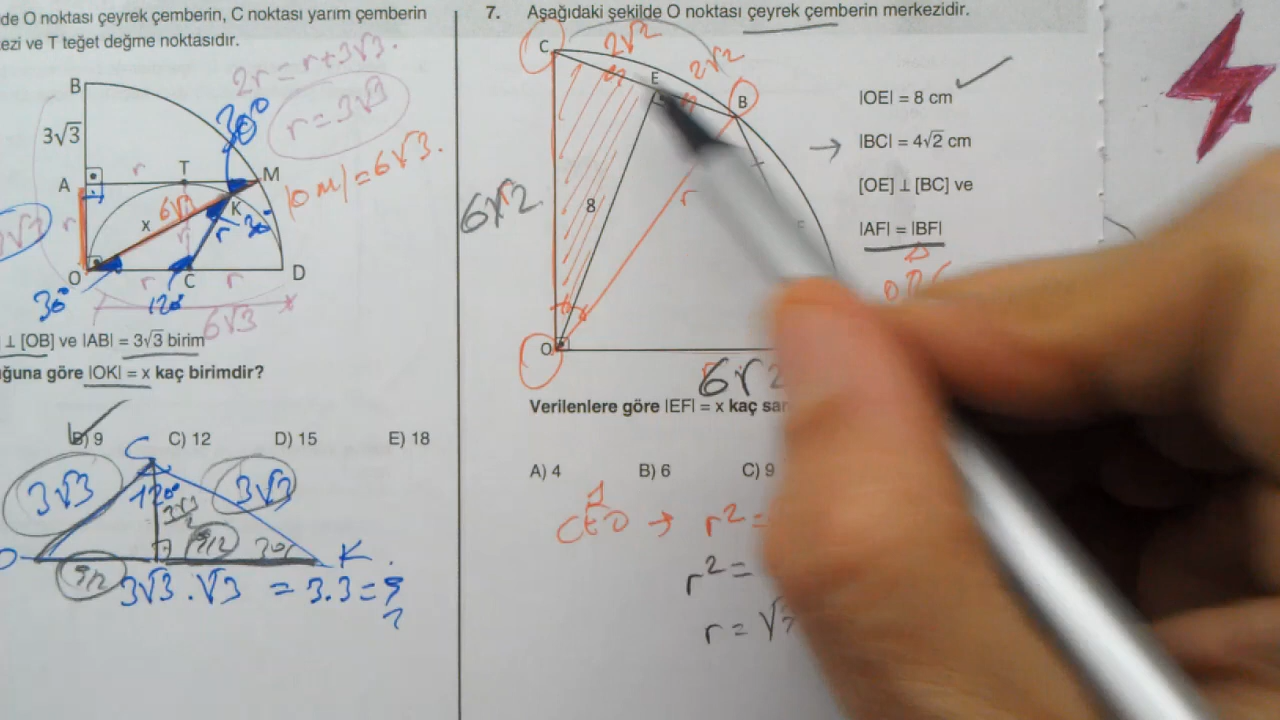 de O noktası çeyrek çemberin, C noktası yarım çemberin
ezi ve T teğet değme noktasıdır.
2r = r+3√3.
r = 3√3
|OM| = 6√3.
B
3√3
30°
A
r
T
M
r
6√3
x
r
K
r
30°
O
r
C
r
D
30°
120°
6√3
⊥ [OB] ve |AB| = 3√3 birim
ğuna göre |OK| = x kaç birimdir?
B) 9
C) 12
D) 15
E) 18
C
3√3
3√3
120°
9/2
30°
K
9/2
3√3 . √3 = 3.3 = 9
7. Aşağıdaki şekilde O noktası çeyrek çemberin merkezidir.
C
2√2
E
2√2
B
6√2
8
r
F
O
6√2
|OE| = 8 cm
|BC| = 4√2 cm
[OE] ⊥ [BC] ve
|AF| = |BF|
Verilenlere göre |EF| = x kaç
A) 4
B) 6
C) 9
CEO → r² =
r² =
r = √